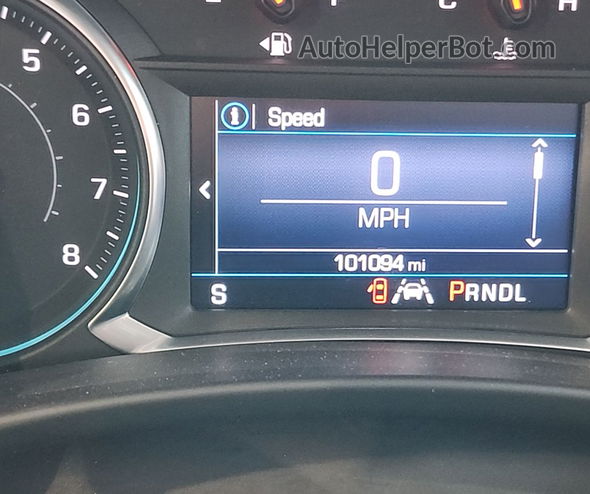 E F C H
AutoHelperBot.com
5
6
7
8
i Speed
0
MPH
101094 mi
S PRNDL